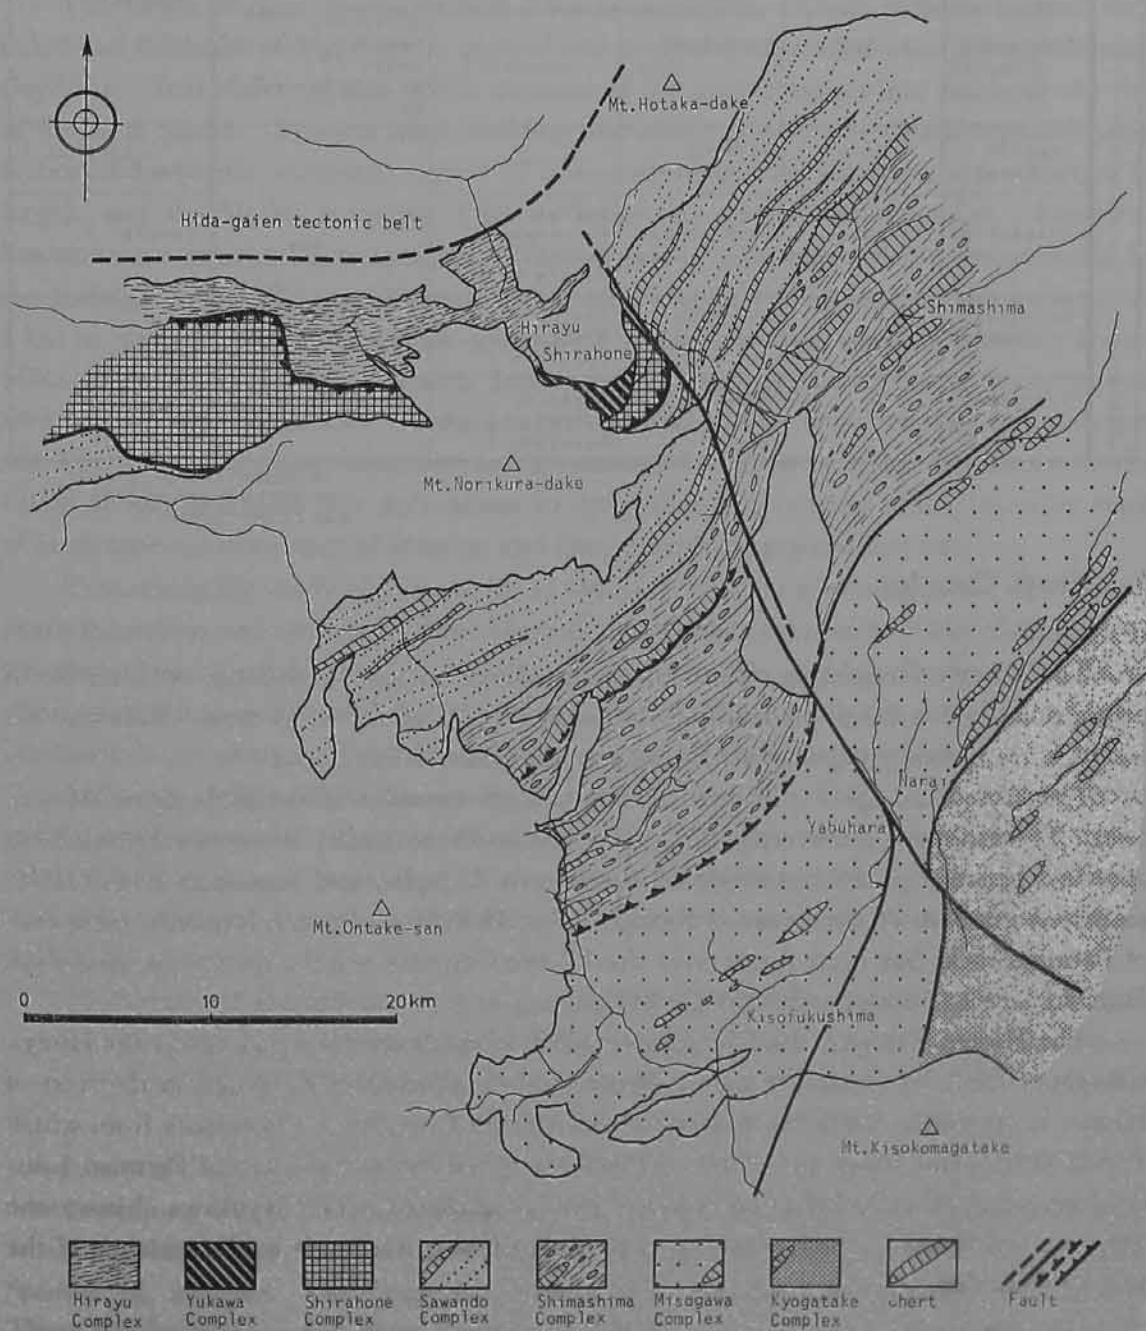 Mt.Hotaka-dake
Hida-gaien tectonic belt
Shimashima
Hirayu
Shirahone
Mt.Norikura-dake
Narai
Yabuhara
Mt.Ontake-san
0 10 20km
Kisofukushima
Mt.Kisokomagatake
Hirayu Complex
Yukawa Complex
Shirahone Complex
Sawando Complex
Shimashima Complex
Misogawa Complex
Kyogatake Complex
Chert
Fault